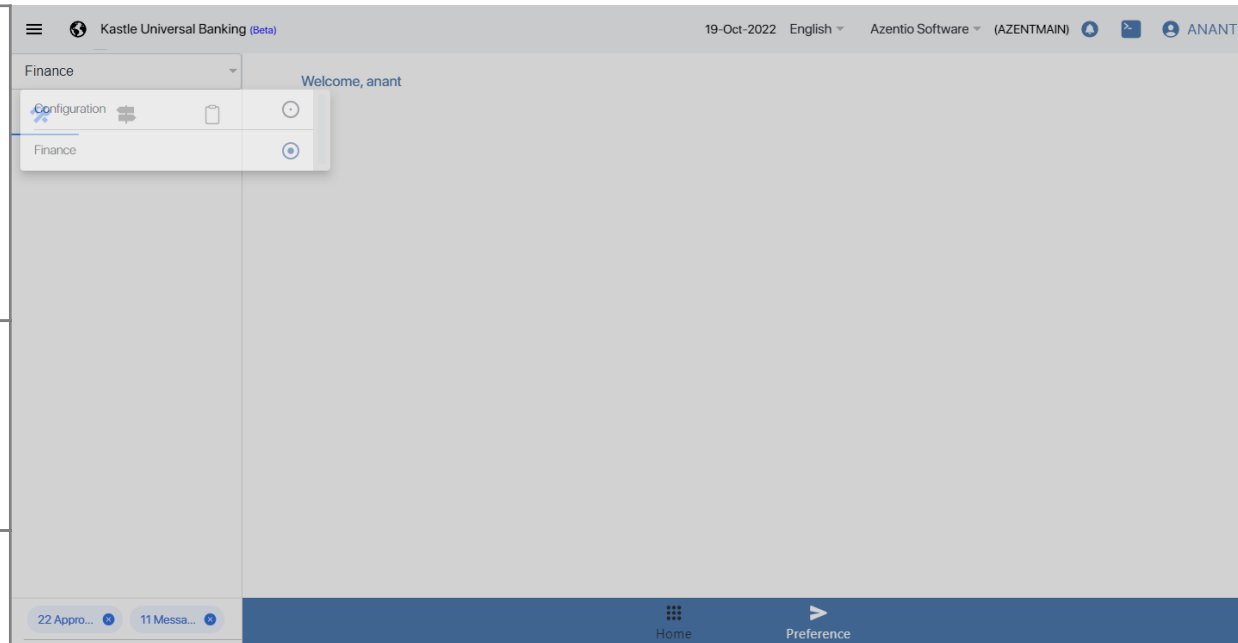 Kastle Universal Banking (Beta) 19-Oct-2022 English Azentio Software (AZENTMAIN) ANANT
Finance
Welcome, anant
Configuration
Finance
22 Appro... 11 Messa...
Home Preference